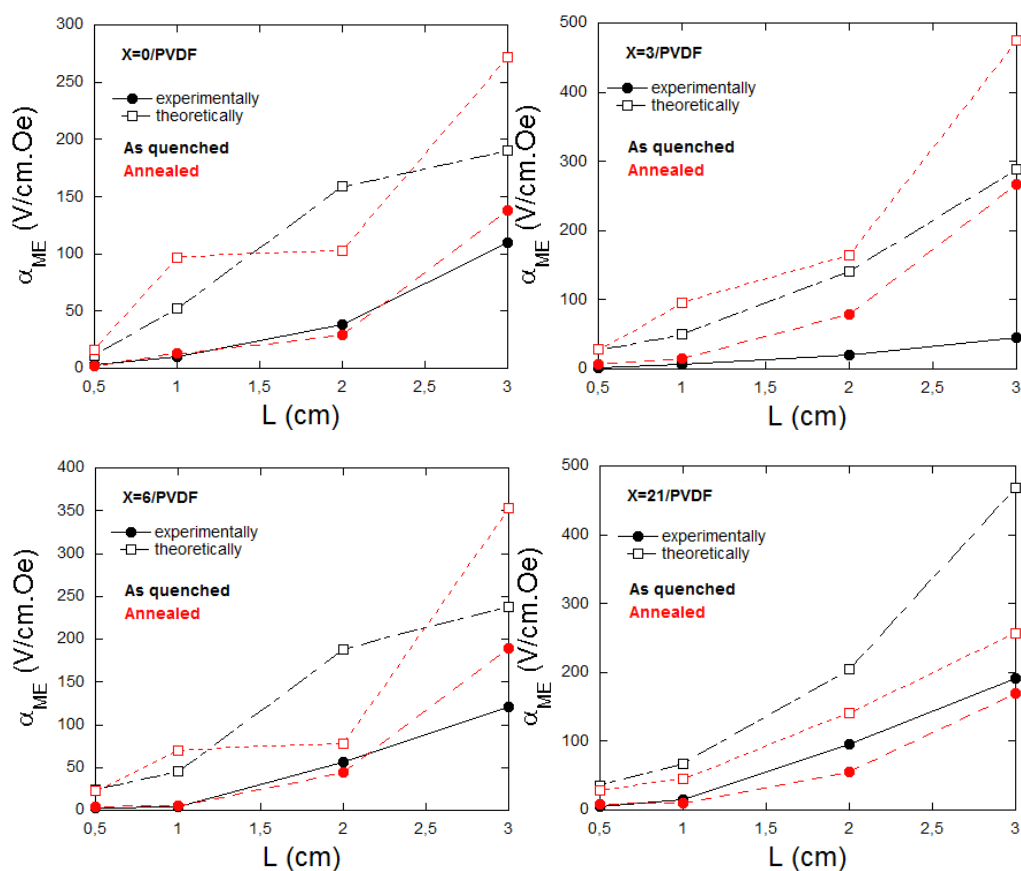 X=0/PVDF
experimentally
theoretically
As quenched
Annealed
α_ME (V/cm.Oe)
300
250
200
150
100
50
0
0,5 1 1,5 2 2,5 3
L (cm)
X=3/PVDF
experimentally
theoretically
As quenched
Annealed
α_ME (V/cm.Oe)
500
400
300
200
100
0
0,5 1 1,5 2 2,5 3
L (cm)
X=6/PVDF
experimentally
theoretically
As quenched
Annealed
α_ME (V/cm.Oe)
400
350
300
250
200
150
100
50
0
0,5 1 1,5 2 2,5 3
L (cm)
X=21/PVDF
experimentally
theoretically
As quenched
Annealed
α_ME (V/cm.Oe)
500
400
300
200
100
0
0,5 1 1,5 2 2,5 3
L (cm)